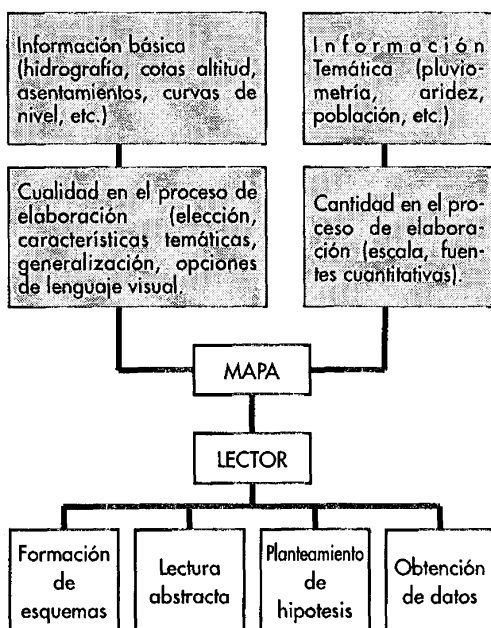 Información básica
(hidrografía, cotas altitud,
asentamientos, curvas de
nivel, etc.)
Información
Temática (pluvio-
metría, aridez,
población, etc.)
Cualidad en el proceso de
elaboración (elección,
características temáticas,
generalización, opciones
de lenguaje visual.
Cantidad en el pro-
ceso de elabora-
ción (escala, fuen-
tes cuantitativas).
MAPA
LECTOR
Formación
de
esquemas
Lectura
abstracta
Planteamiento
de
hipotesis
Obtención
de datos